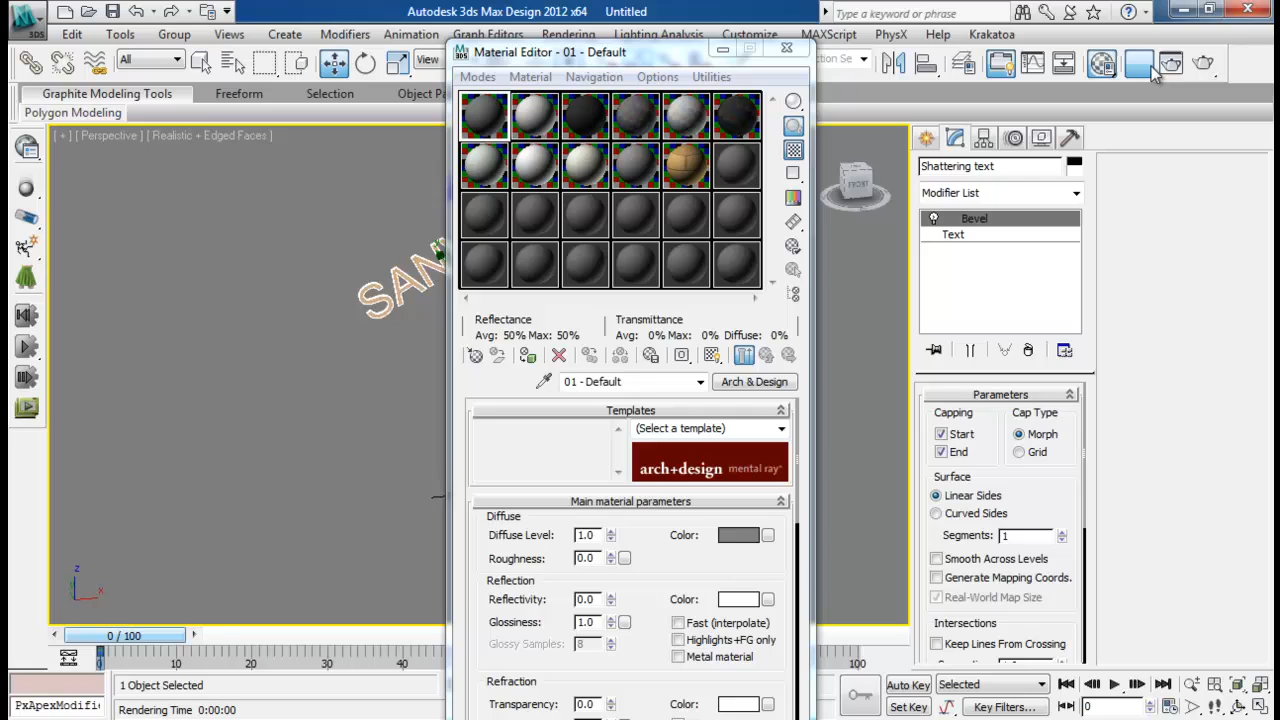 Autodesk 3ds Max Design 2012 x64 Untitled
Type a keyword or phrase
3DS
Edit Tools Group Views Create Modifiers Animation Graph Editors Rendering Lighting Analysis Customize MAXScript PhysX Help Krakatoa
All View
Graphite Modeling Tools Freeform Selection Object Pa
Polygon Modeling
[ + ] [ Perspective ] [ Realistic + Edged Faces ]
FRONT
SAN
z
x
0 / 100
0 10 20 30 40 100
1 Object Selected
PxApexModifie Rendering Time 0:00:00
Material Editor - 01 - Default
Modes Material Navigation Options Utilities
Reflectance Transmittance
Avg: 50% Max: 50% Avg: 0% Max: 0% Diffuse: 0%
01 - Default Arch & Design
Templates
(Select a template)
arch+design mental ray
Main material parameters
Diffuse
Diffuse Level: 1.0 Color:
Roughness: 0.0
Reflection
Reflectivity: 0.0 Color:
Glossiness: 1.0 Fast (interpolate)
Glossy Samples: 8 Highlights+FG only
Metal material
Refraction
Transparency: 0.0 Color:
Shattering text
Modifier List
Bevel
Text
Parameters
Capping Cap Type
Start Morph
End Grid
Surface
Linear Sides
Curved Sides
Segments: 1
Smooth Across Levels
Generate Mapping Coords.
Real-World Map Size
Intersections
Keep Lines From Crossing
Auto Key Selected
Set Key Key Filters... 0